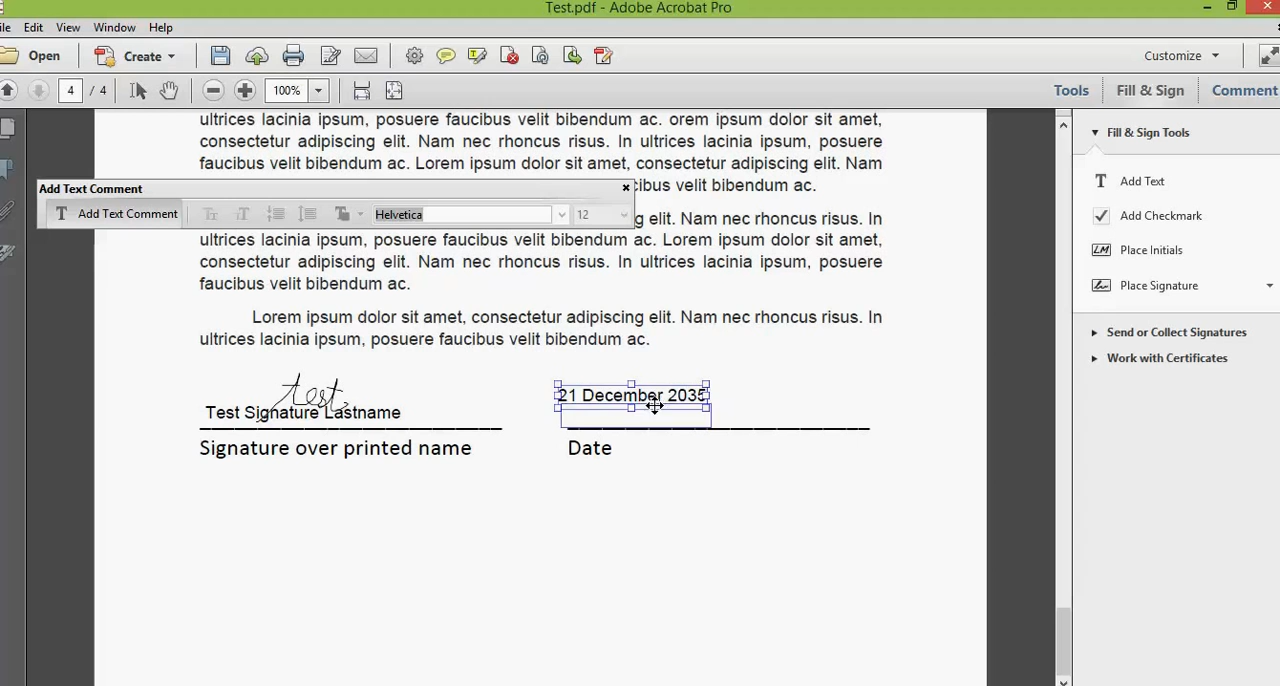 Test.pdf - Adobe Acrobat Pro
Edit View Window Help
Open Create Customize
4 / 4 100% Tools Fill & Sign Comment
ultrices lacinia ipsum, posuere faucibus velit bibendum ac. orem ipsum dolor sit amet,
consectetur adipiscing elit. Nam nec rhoncus risus. In ultrices lacinia ipsum, posuere
faucibus velit bibendum ac. Lorem ipsum dolor sit amet, consectetur adipiscing elit. Nam
velit bibendum ac.
Add Text Comment
Add Text Comment Helvetica 12
elit. Nam nec rhoncus risus. In
ultrices lacinia ipsum, posuere faucibus velit bibendum ac. Lorem ipsum dolor sit amet,
consectetur adipiscing elit. Nam nec rhoncus risus. In ultrices lacinia ipsum, posuere
faucibus velit bibendum ac.
Lorem ipsum dolor sit amet, consectetur adipiscing elit. Nam nec rhoncus risus. In
ultrices lacinia ipsum, posuere faucibus velit bibendum ac.
test
Test Signature Lastname
21 December 2035
Signature over printed name
Date
Fill & Sign Tools
T Add Text
Add Checkmark
LM Place Initials
Place Signature
Send or Collect Signatures
Work with Certificates